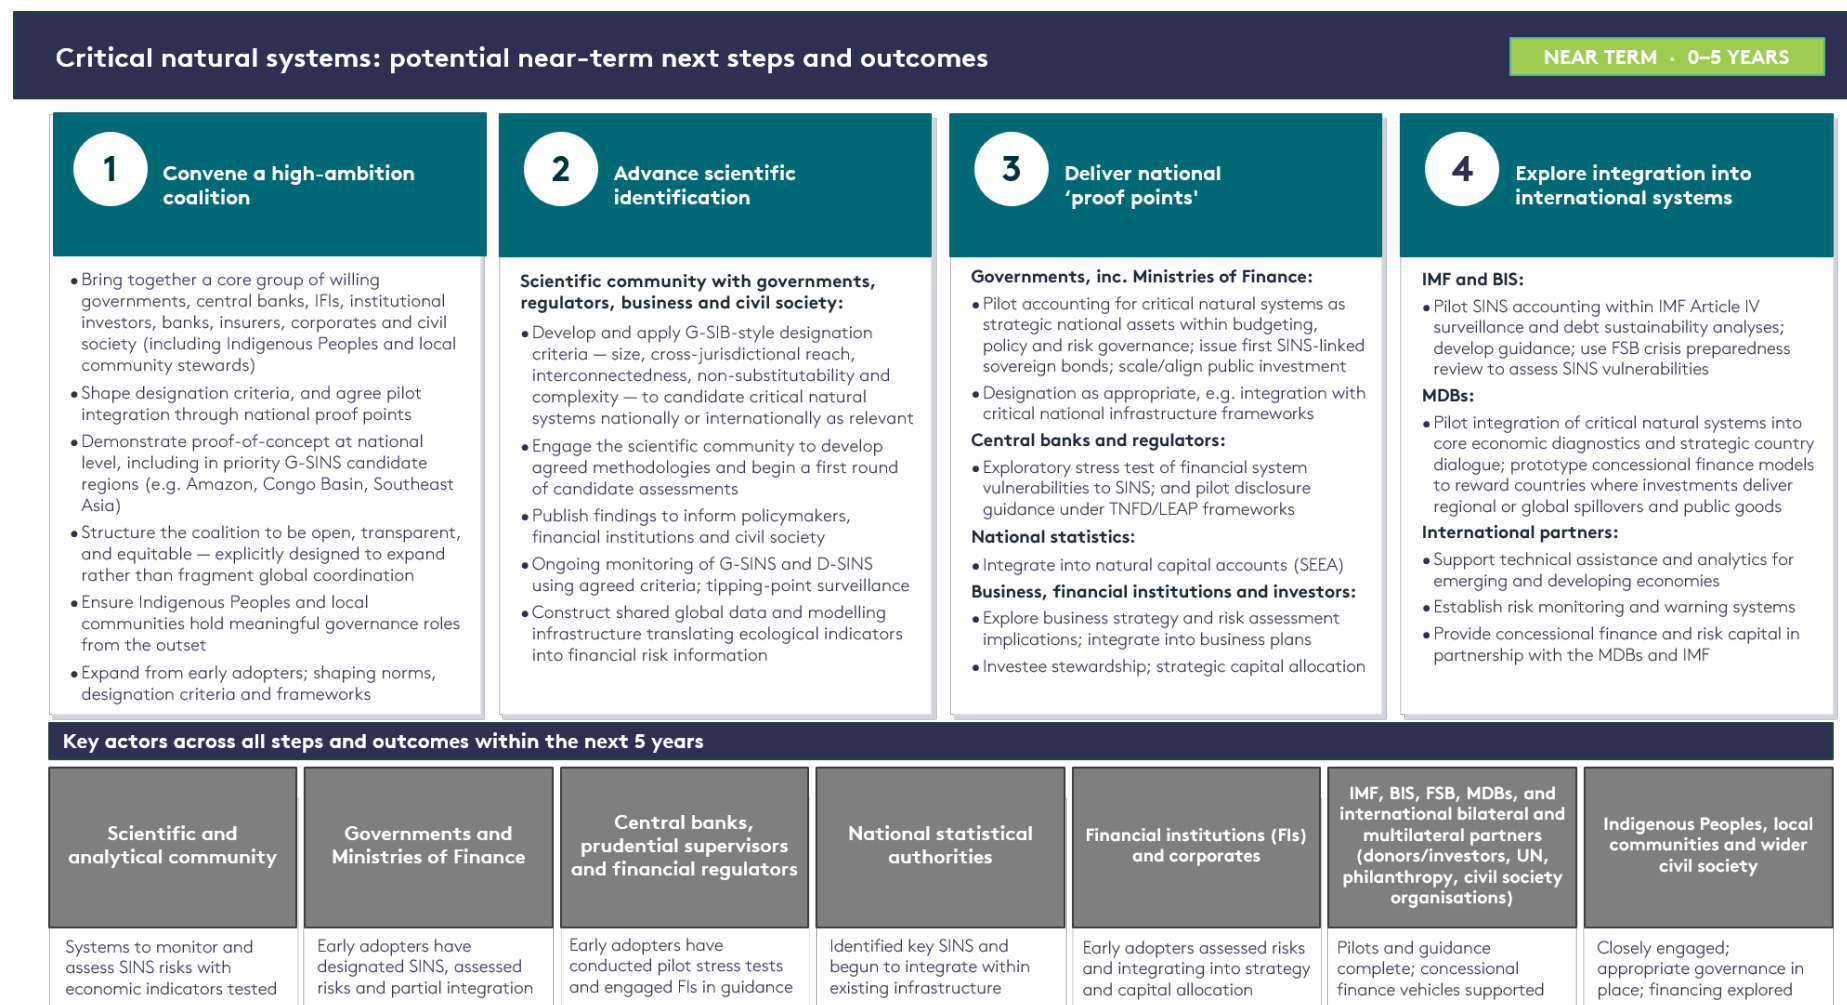 Critical natural systems: potential near-term next steps and outcomes
NEAR TERM · 0–5 YEARS
1
Convene a high-ambition
coalition
• Bring together a core group of willing
governments, central banks, IFIs, institutional
investors, banks, insurers, corporates and civil
society (including Indigenous Peoples and local
community stewards)
• Shape designation criteria, and agree pilot
integration through national proof points
• Demonstrate proof-of-concept at national
level, including in priority G-SINS candidate
regions (e.g. Amazon, Congo Basin, Southeast
Asia)
• Structure the coalition to be open, transparent,
and equitable — explicitly designed to expand
rather than fragment global coordination
• Ensure Indigenous Peoples and local
communities hold meaningful governance roles
from the outset
• Expand from early adopters; shaping norms,
designation criteria and frameworks
2
Advance scientific
identification
Scientific community with governments,
regulators, business and civil society:
• Develop and apply G-SIB-style designation
criteria — size, cross-jurisdictional reach,
interconnectedness, non-substitutability and
complexity — to candidate critical natural
systems nationally or internationally as relevant
• Engage the scientific community to develop
agreed methodologies and begin a first round
of candidate assessments
• Publish findings to inform policymakers,
financial institutions and civil society
• Ongoing monitoring of G-SINS and D-SINS
using agreed criteria; tipping-point surveillance
• Construct shared global data and modelling
infrastructure translating ecological indicators
into financial risk information
3
Deliver national
‘proof points'
Governments, inc. Ministries of Finance:
• Pilot accounting for critical natural systems as
strategic national assets within budgeting,
policy and risk governance; issue first SINS-linked
sovereign bonds; scale/align public investment
• Designation as appropriate, e.g. integration with
critical national infrastructure frameworks
Central banks and regulators:
• Exploratory stress test of financial system
vulnerabilities to SINS; and pilot disclosure
guidance under TNFD/LEAP frameworks
National statistics:
• Integrate into natural capital accounts (SEEA)
Business, financial institutions and investors:
• Explore business strategy and risk assessment
implications; integrate into business plans
• Investee stewardship; strategic capital allocation
4
Explore integration into
international systems
IMF and BIS:
• Pilot SINS accounting within IMF Article IV
surveillance and debt sustainability analyses;
develop guidance; use FSB crisis preparedness
review to assess SINS vulnerabilities
MDBs:
• Pilot integration of critical natural systems into
core economic diagnostics and strategic country
dialogue; prototype concessional finance models
to reward countries where investments deliver
regional or global spillovers and public goods
International partners:
• Support technical assistance and analytics for
emerging and developing economies
• Establish risk monitoring and warning systems
• Provide concessional finance and risk capital in
partnership with the MDBs and IMF
Key actors across all steps and outcomes within the next 5 years
Scientific and
analytical community
Systems to monitor and
assess SINS risks with
economic indicators tested
Governments and
Ministries of Finance
Early adopters have
designated SINS, assessed
risks and partial integration
Central banks,
prudential supervisors
and financial regulators
Early adopters have
conducted pilot stress tests
and engaged FIs in guidance
National statistical
authorities
Identified key SINS and
begun to integrate within
existing infrastructure
Financial institutions (FIs)
and corporates
Early adopters assessed risks
and integrating into strategy
and capital allocation
IMF, BIS, FSB, MDBs, and
international bilateral and
multilateral partners
(donors/investors, UN,
philanthropy, civil society
organisations)
Pilots and guidance
complete; concessional
finance vehicles supported
Indigenous Peoples, local
communities and wider
civil society
Closely engaged;
appropriate governance in
place; financing explored